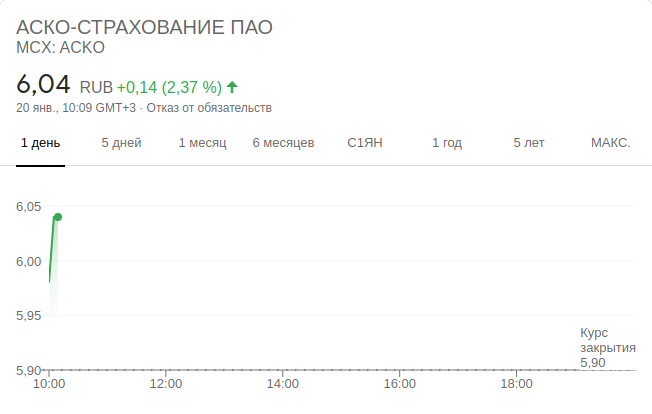 АСКО-СТРАХОВАНИЕ ПАО
MCX: ACKO
6,04 RUB +0,14 (2,37 %)
20 янв., 10:09 GMT+3 · Отказ от обязательств
1 день 5 дней 1 месяц 6 месяцев С1ЯН 1 год 5 лет МАКС.
6,05
6,00
5,95
Курс
закрытия
5,90
5,90
10:00 12:00 14:00 16:00 18:00